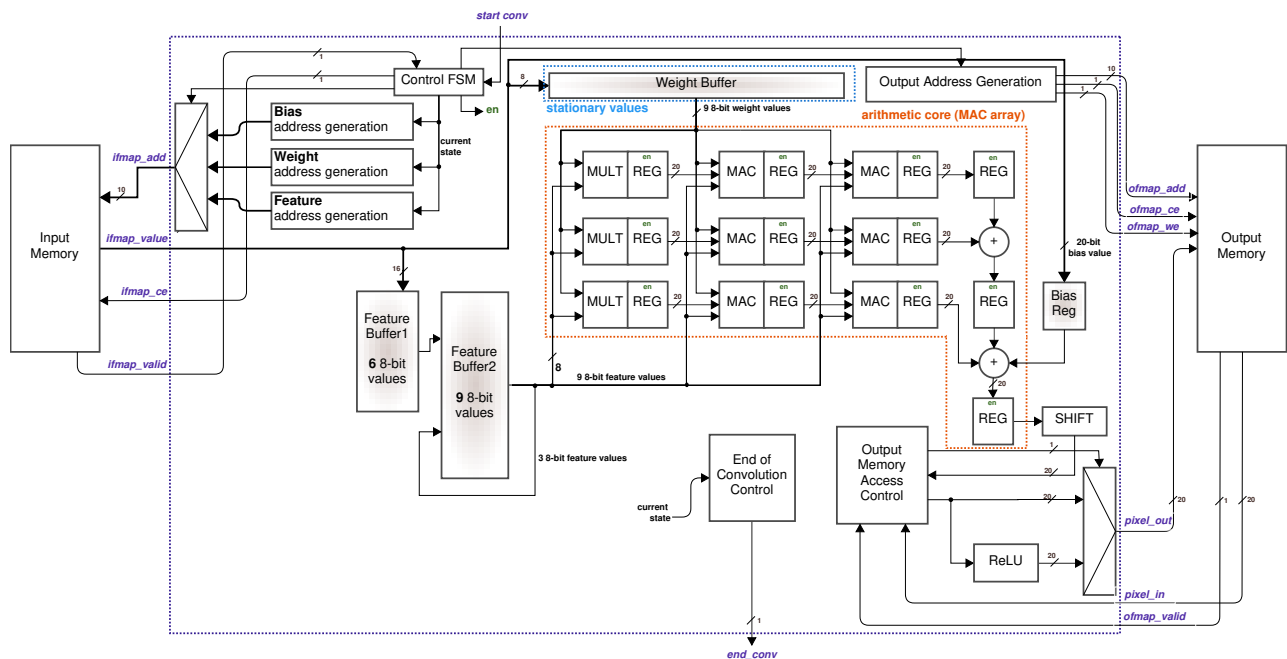 start conv
1
1
Control FSM
en
8
Weight Buffer
stationary values
9 8-bit weight values
Output Address Generation
10
1
1
arithmetic core (MAC array)
Bias
address generation
Weight
address generation
Feature
address generation
current
state
ifmap_add
10
Input
Memory
ifmap_value
ifmap_ce
ifmap_valid
16
Feature
Buffer1
6 8-bit
values
Feature
Buffer2
9 8-bit
values
8
9 8-bit feature values
3 8-bit feature values
MULT
en
REG
20
MAC
en
REG
20
MAC
en
REG
20
en
REG
MULT
en
REG
20
MAC
en
REG
20
MAC
en
REG
20
+
MULT
en
REG
20
MAC
en
REG
20
MAC
en
REG
20
en
REG
+
20
en
REG
SHIFT
20-bit
bias value
Bias
Reg
ofmap_add
ofmap_ce
ofmap_we
Output
Memory
End of
Convolution
Control
current
state
1
end_conv
Output
Memory
Access
Control
1
20
20
ReLU
20
20
1
20
pixel_out
pixel_in
ofmap_valid